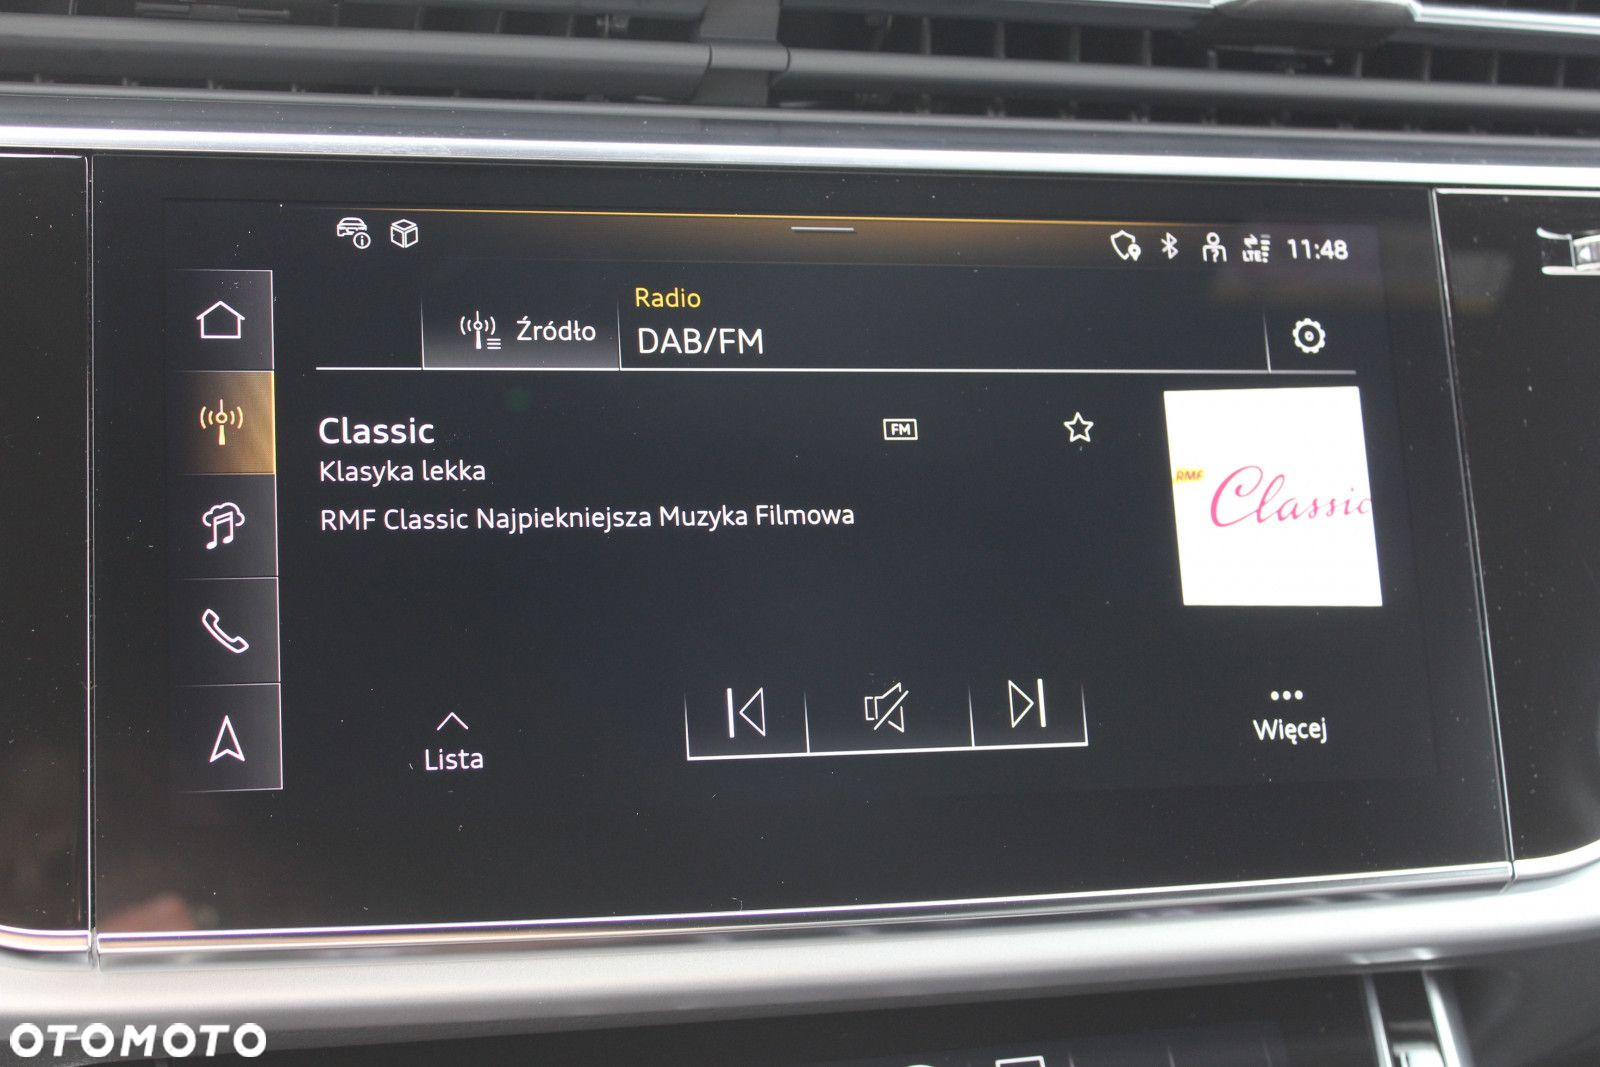 LTE 11:48
Źródło
Radio
DAB/FM
Classic
FM
Klasyka lekka
RMF Classic Najpiekniejsza Muzyka Filmowa
RMF
Classic
Lista
Więcej
OTOMOTO